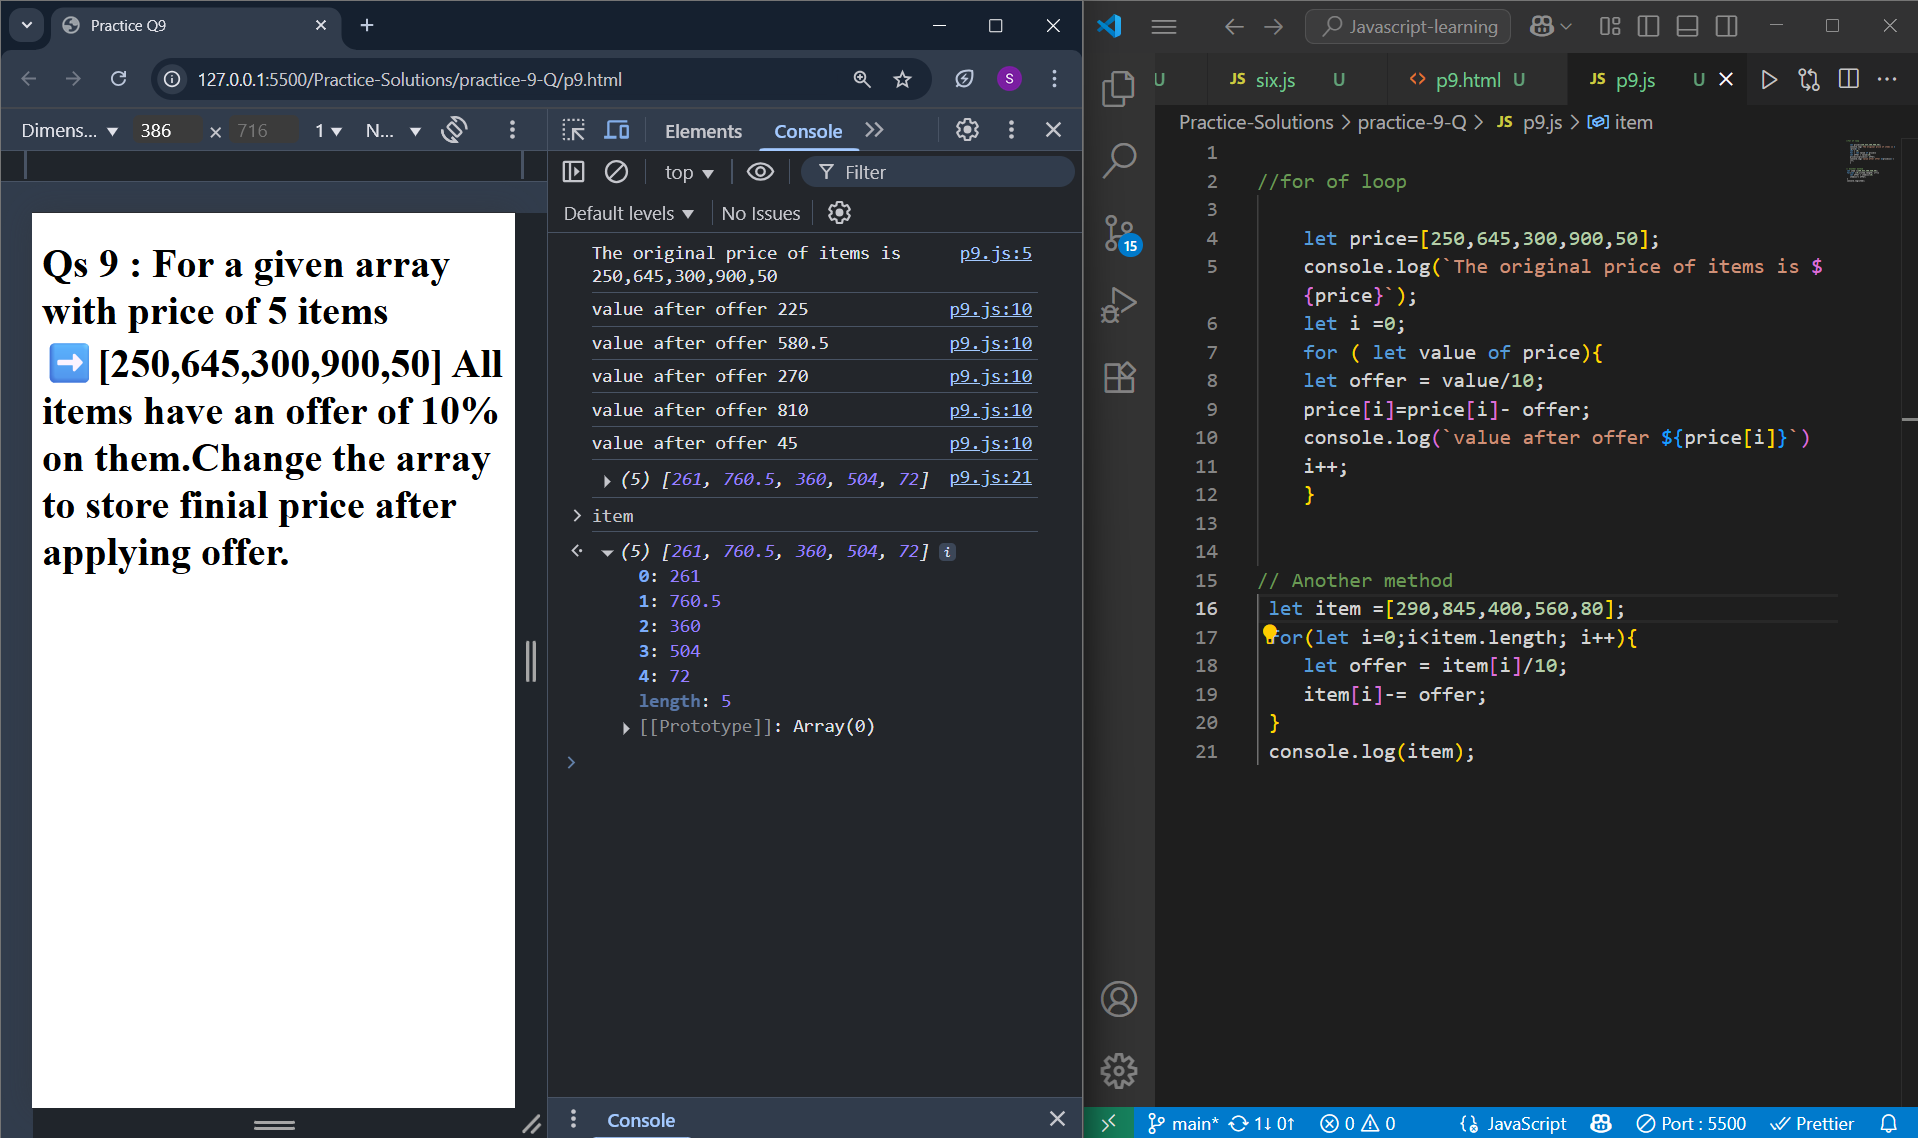 Practice Q9
127.0.0.1:5500/Practice-Solutions/practice-9-Q/p9.html
S
Dimens... 386 × 716 1 N...
Elements Console
top Filter
Default levels No Issues
Qs 9 : For a given array
with price of 5 items
➡️ [250,645,300,900,50] All
items have an offer of 10%
on them.Change the array
to store finial price after
applying offer.
The original price of items is p9.js:5
250,645,300,900,50
value after offer 225 p9.js:10
value after offer 580.5 p9.js:10
value after offer 270 p9.js:10
value after offer 810 p9.js:10
value after offer 45 p9.js:10
(5) [261, 760.5, 360, 504, 72] p9.js:21
> item
(5) [261, 760.5, 360, 504, 72] i
0: 261
1: 760.5
2: 360
3: 504
4: 72
length: 5
[[Prototype]]: Array(0)
Console
Javascript-learning
U JS six.js U <> p9.html U JS p9.js U
Practice-Solutions > practice-9-Q > JS p9.js > item
15
1
2 //for of loop
3
4 let price=[250,645,300,900,50];
5 console.log(`The original price of items is $
{price}`);
6 let i =0;
7 for ( let value of price){
8 let offer = value/10;
9 price[i]=price[i]- offer;
10 console.log(`value after offer ${price[i]}`)
11 i++;
12 }
13
14
15 // Another method
16 let item =[290,845,400,560,80];
17 for(let i=0;i<item.length; i++){
18 let offer = item[i]/10;
19 item[i]-= offer;
20 }
21 console.log(item);
main* 1↓ 0↑ 0 0 JavaScript Port : 5500 Prettier